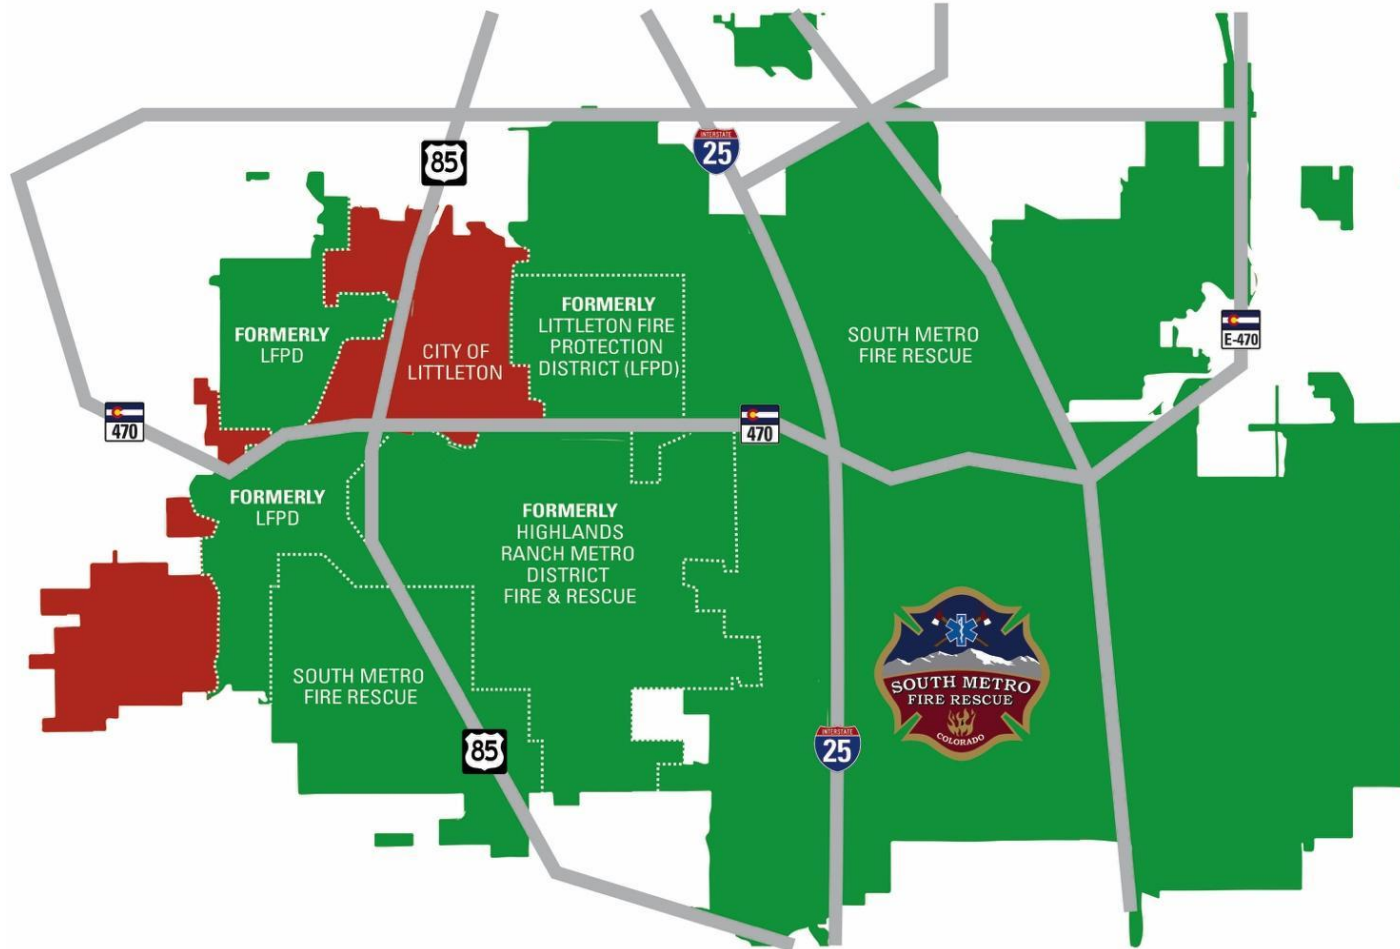 85
INTERSTATE
25
FORMERLY
LFPD
CITY OF
LITTLETON
FORMERLY
LITTLETON FIRE
PROTECTION
DISTRICT (LFPD)
SOUTH METRO
FIRE RESCUE
E-470
470
470
FORMERLY
LFPD
FORMERLY
HIGHLANDS
RANCH METRO
DISTRICT
FIRE & RESCUE
SOUTH METRO
FIRE RESCUE
SOUTH METRO
FIRE RESCUE
COLORADO
85
INTERSTATE
25